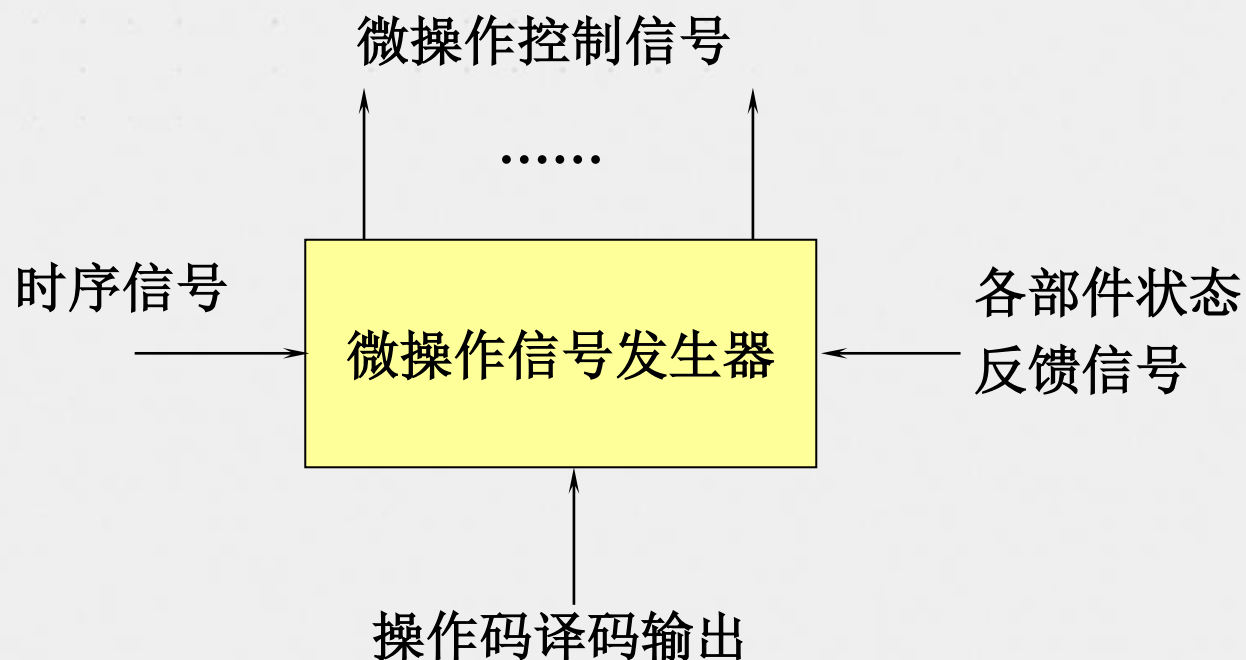 微操作控制信号
……
时序信号
微操作信号发生器
各部件状态
反馈信号
操作码译码输出